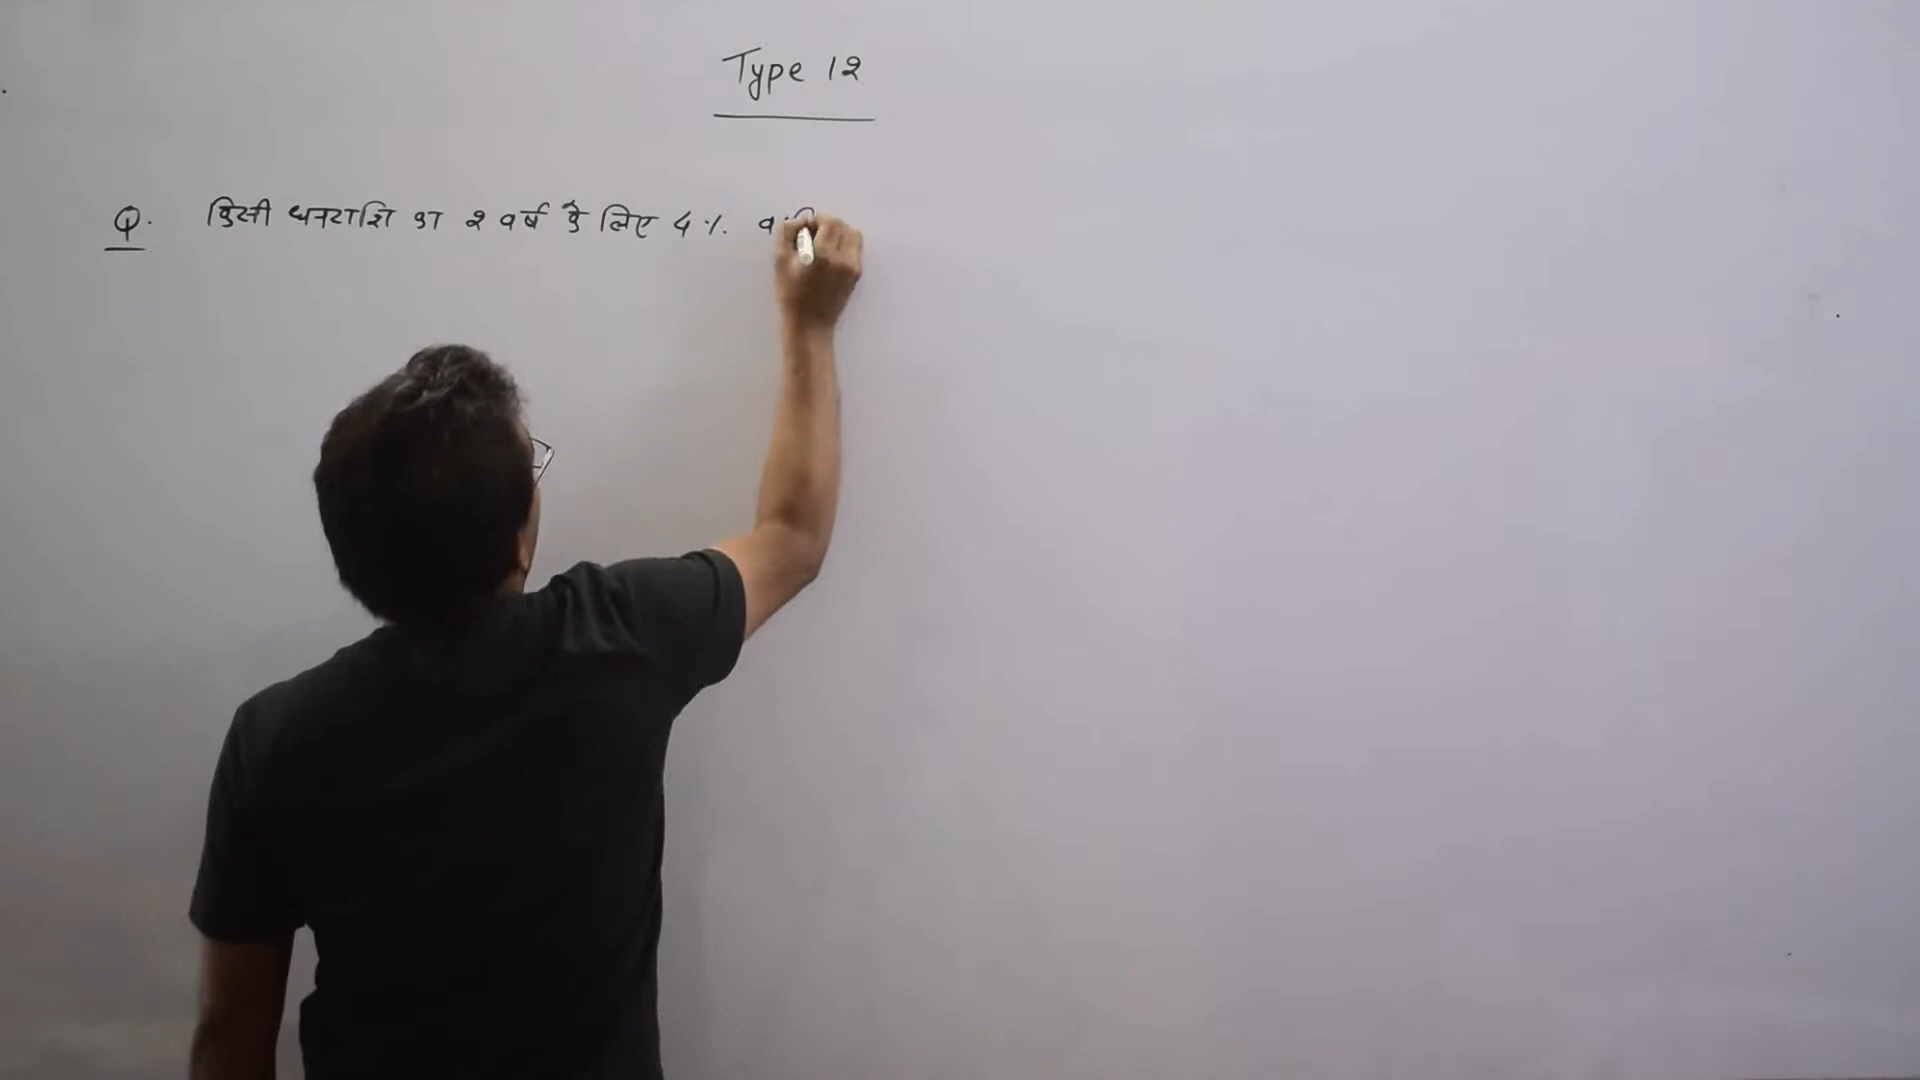 Type 12
Q. किसी धनराशि का 2 वर्ष के लिए 4%